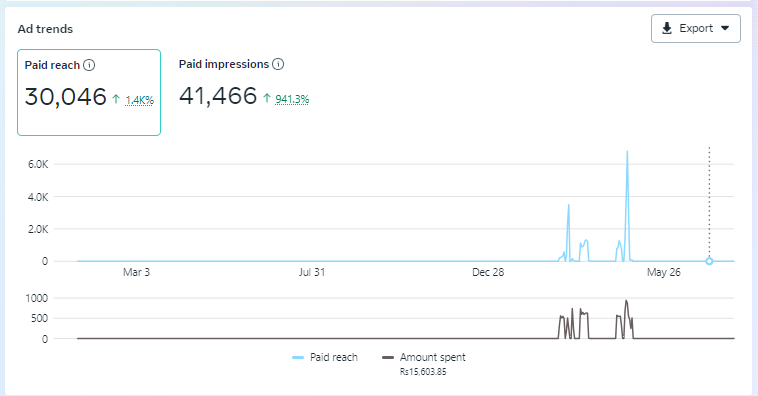 Ad trends
Export
Paid reach
Paid impressions
30,046 ↑ 1.4K%
41,466 ↑ 941.3%
6.0K
4.0K
2.0K
0
Mar 3
Jul 31
Dec 28
May 26
1000
500
0
Paid reach
Amount spent
Rs15,603.85